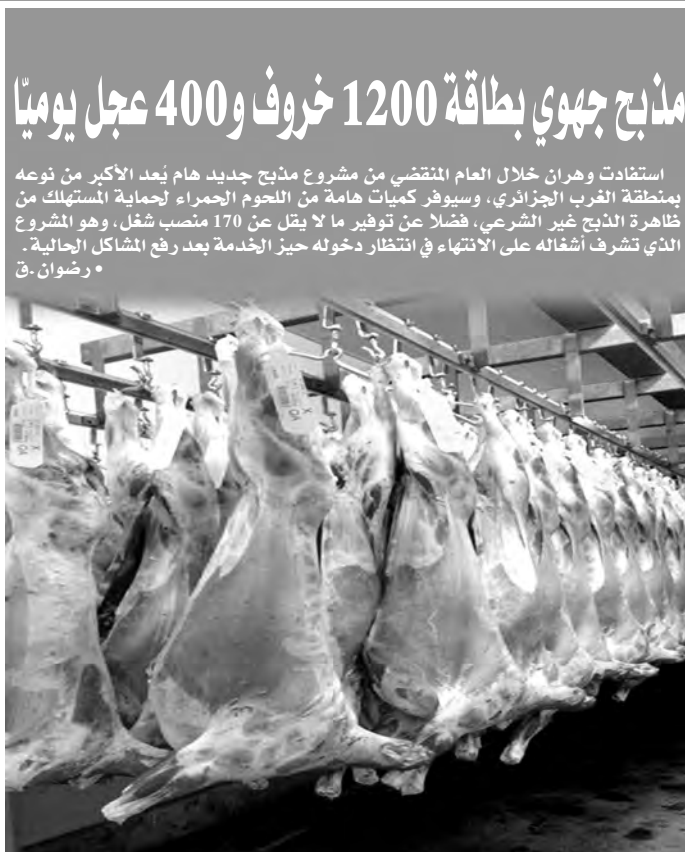 مذبح جهوي بطاقة 1200 خروف و400 عجل يوميّا
استفادت وهران خلال العام المنقضي من مشروع مذبح جديد هام يُعد الأكبر من نوعه
بمنطقة الغرب الجزائري، وسيوفر كميات هامة من اللحوم الحمراء لحماية المستهلك من
ظاهرة الذبح غير الشرعي، فضلا عن توفير ما لا يقل عن 170 منصب شغل، وهو المشروع
الذي تشرف أشغاله على الانتهاء في انتظار دخوله حيز الخدمة بعد رفع المشاكل الحالية.
• رضوان.ق